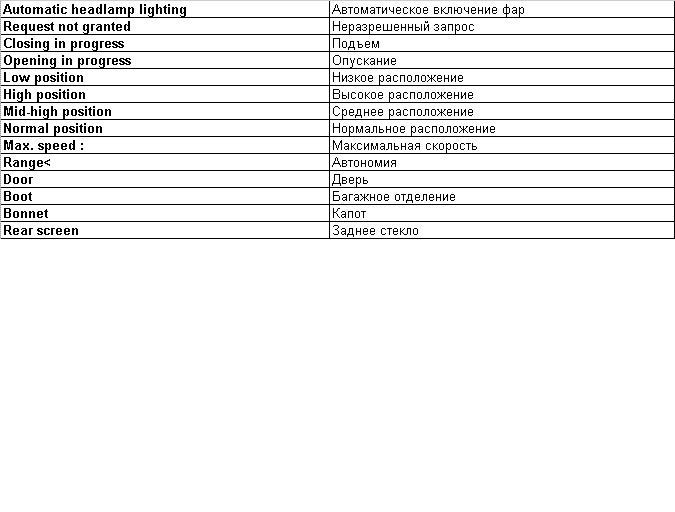 Automatic headlamp lighting Автоматическое включение фар
Request not granted Неразрешенный запрос
Closing in progress Подъем
Opening in progress Опускание
Low position Низкое расположение
High position Высокое расположение
Mid-high position Среднее расположение
Normal position Нормальное расположение
Max. speed : Максимальная скорость
Range< Автономия
Door Дверь
Boot Багажное отделение
Bonnet Капот
Rear screen Заднее стекло